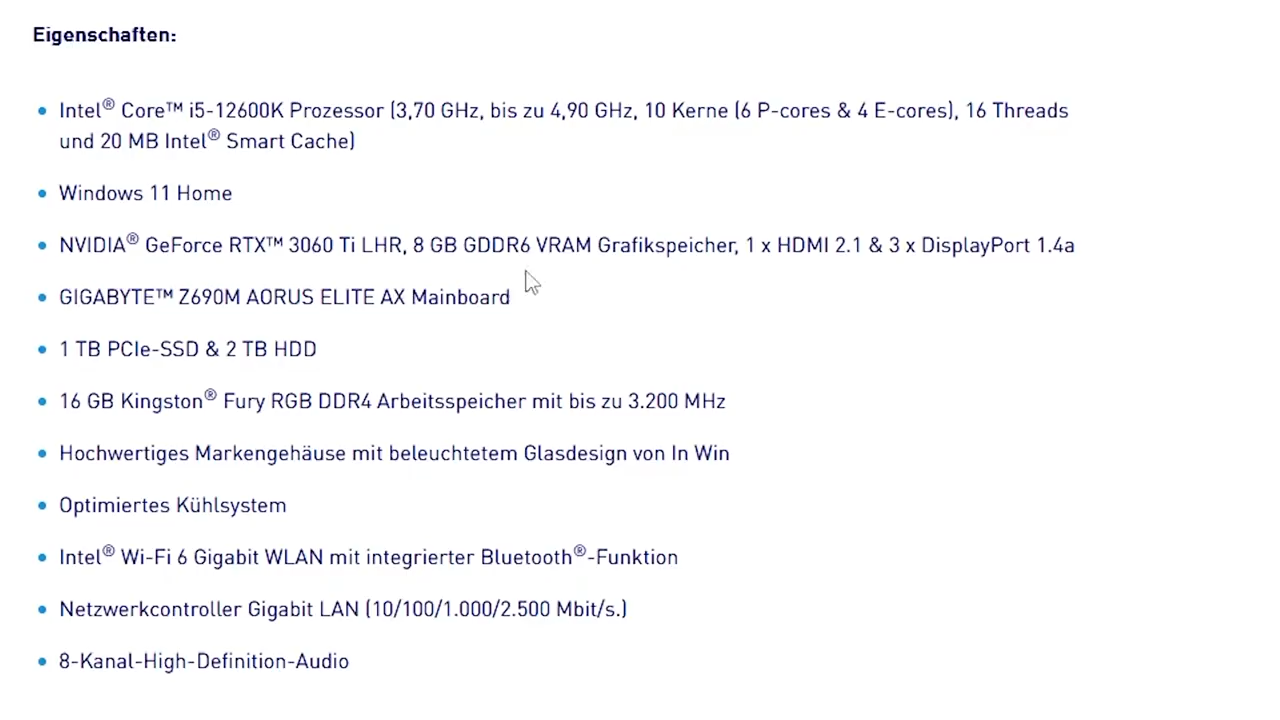 Eigenschaften:
• Intel® Core™ i5-12600K Prozessor (3,70 GHz, bis zu 4,90 GHz, 10 Kerne (6 P-cores & 4 E-cores), 16 Threads
und 20 MB Intel® Smart Cache)
• Windows 11 Home
• NVIDIA® GeForce RTX™ 3060 Ti LHR, 8 GB GDDR6 VRAM Grafikspeicher, 1 x HDMI 2.1 & 3 x DisplayPort 1.4a
• GIGABYTE™ Z690M AORUS ELITE AX Mainboard
• 1 TB PCIe-SSD & 2 TB HDD
• 16 GB Kingston® Fury RGB DDR4 Arbeitsspeicher mit bis zu 3.200 MHz
• Hochwertiges Markengehäuse mit beleuchtetem Glasdesign von In Win
• Optimiertes Kühlsystem
• Intel® Wi-Fi 6 Gigabit WLAN mit integrierter Bluetooth®-Funktion
• Netzwerkcontroller Gigabit LAN (10/100/1.000/2.500 Mbit/s.)
• 8-Kanal-High-Definition-Audio